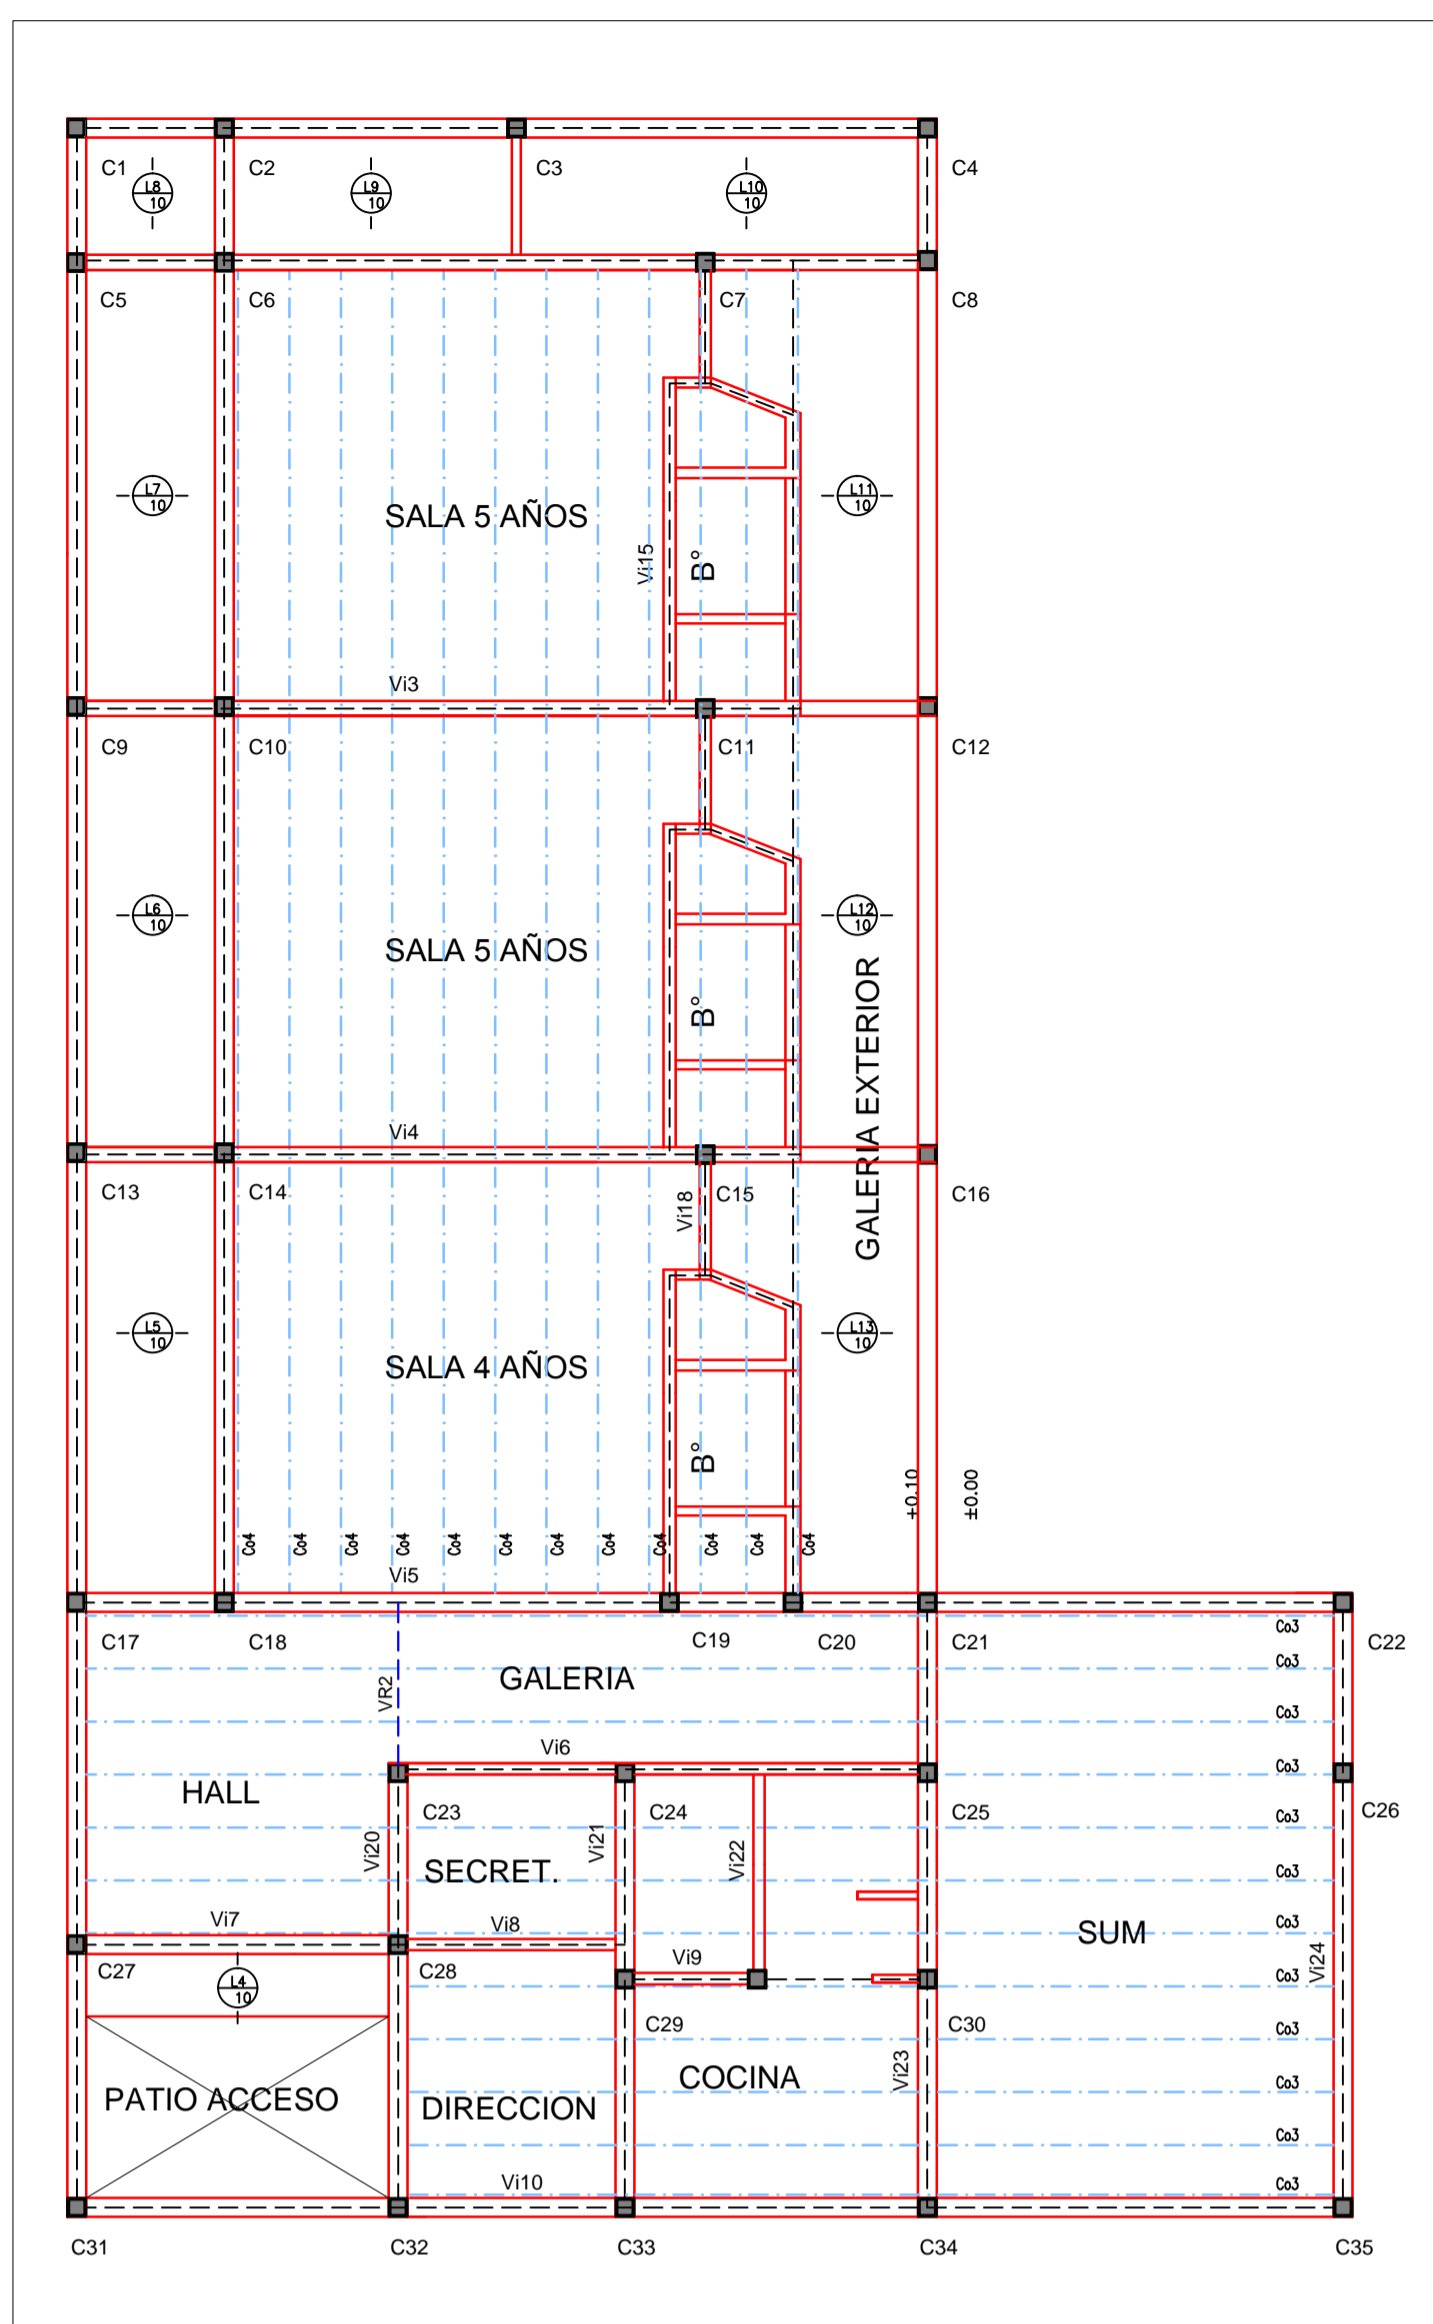 C1
L8
10
C2
L9
10
C3
L10
10
C4
C5
C6
C7
C8
L7
10
SALA 5 AÑOS
Vi15
B°
L11
10
Vi3
C9
C10
C11
C12
L6
10
SALA 5 AÑOS
B°
L12
10
GALERIA EXTERIOR
Vi4
C13
C14
Vi18
C15
C16
L5
10
SALA 4 AÑOS
B°
L13
10
±0.10
±0.00
Co4
Co4
Co4
Co4
Co4
Co4
Co4
Co4
Co4
Co4
Co4
Co4
Vi5
C17
C18
C19
C20
C21
C22
Co3
Co3
Co3
Co3
Co3
Co3
Co3
Co3
Co3
Co3
Co3
Co3
GALERIA
VR2
Vi6
HALL
C23
C24
C25
C26
Vi20
Vi21
Vi22
SECRET.
Vi7
Vi8
Vi9
SUM
Vi24
C27
L4
10
C28
C29
C30
Vi23
PATIO ACCESO
DIRECCION
COCINA
Vi10
C31
C32
C33
C34
C35